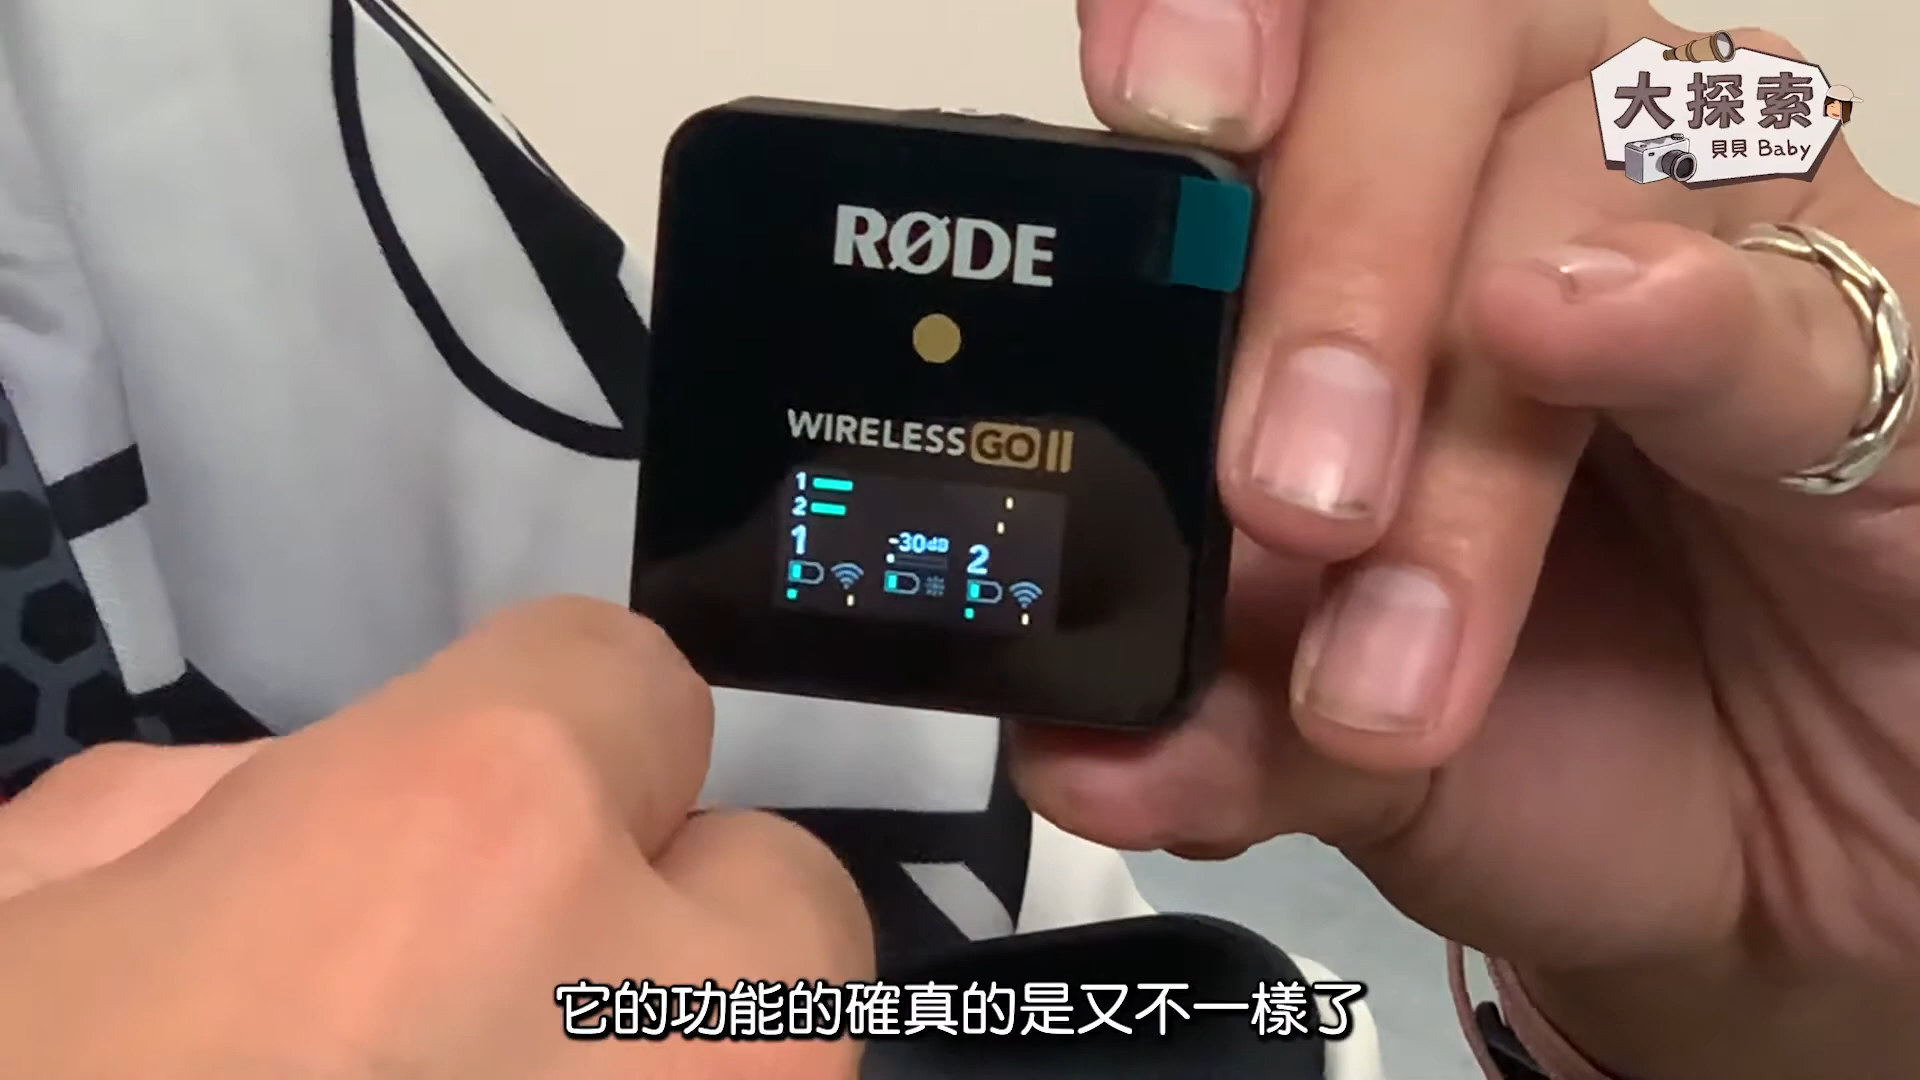 大探索
貝貝 Baby
RØDE
WIRELESS GO II
1
2
1
-30dB
2
它的功能的確真的是又不一樣了